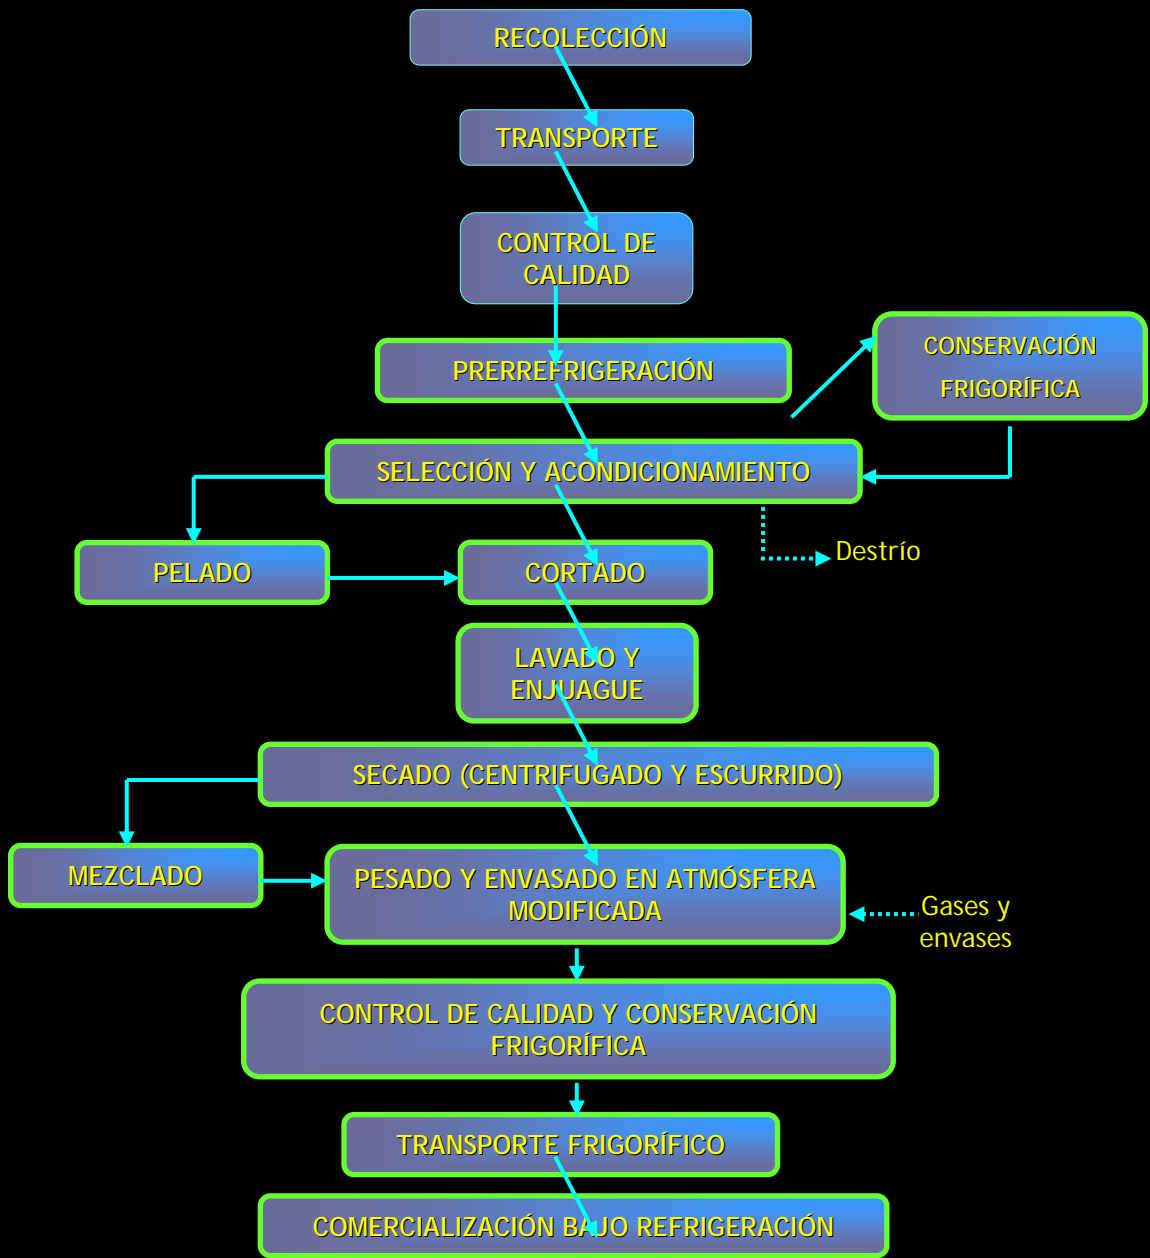 RECOLECCIÓN
TRANSPORTE
CONTROL DE
CALIDAD
PRERREFRIGERACIÓN
CONSERVACIÓN
FRIGORÍFICA
SELECCIÓN Y ACONDICIONAMIENTO
Destrío
PELADO
CORTADO
LAVADO Y
ENJUAGUE
SECADO (CENTRIFUGADO Y ESCURRIDO)
MEZCLADO
PESADO Y ENVASADO EN ATMÓSFERA
MODIFICADA
Gases y
envases
CONTROL DE CALIDAD Y CONSERVACIÓN
FRIGORÍFICA
TRANSPORTE FRIGORÍFICO
COMERCIALIZACIÓN BAJO REFRIGERACIÓN